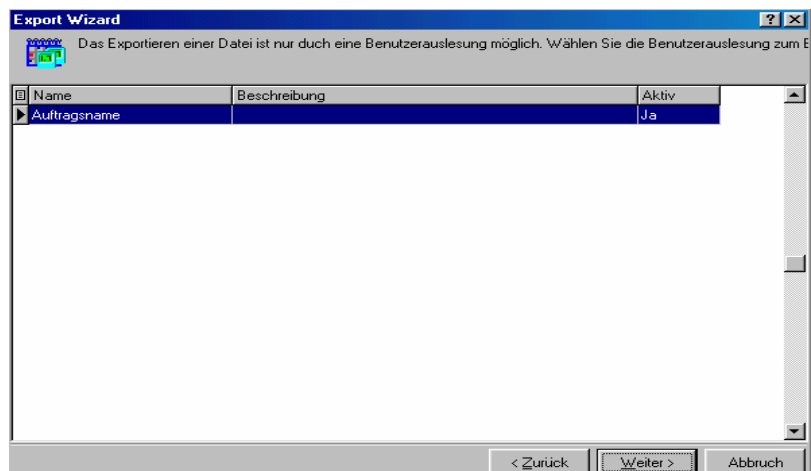 Export Wizard
Das Exportieren einer Datei ist nur duch eine Benutzerauslesung möglich. Wählen Sie die Benutzerauslesung zum E
Name Beschreibung Aktiv
Auftragsname Ja
< Zurück Weiter > Abbruch